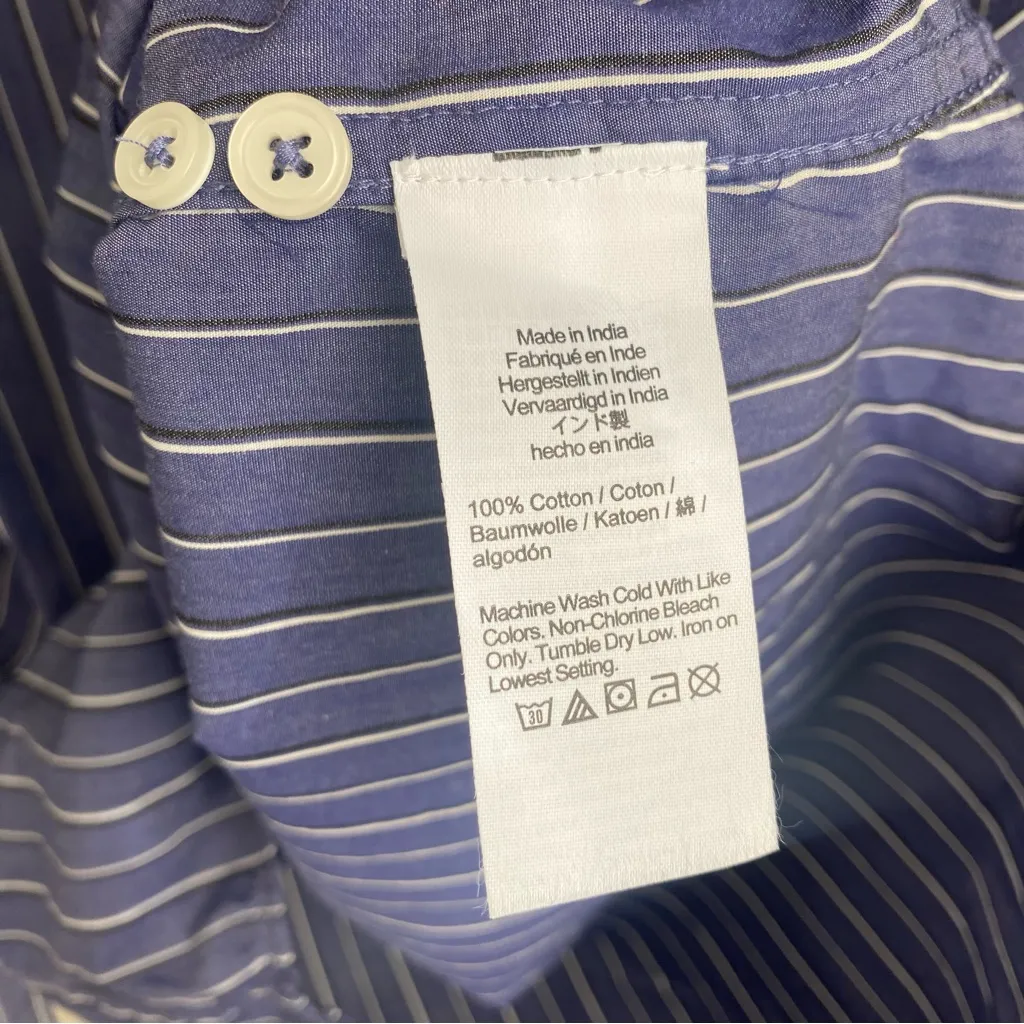 Made in India
Fabriqué en Inde
Hergestellt in Indien
Vervaardigd in India
インド製
hecho en india
100% Cotton / Coton /
Baumwolle / Katoen / 綿 /
algodón
Machine Wash Cold With Like
Colors. Non-Chlorine Bleach
Only. Tumble Dry Low. Iron on
Lowest Setting.
30